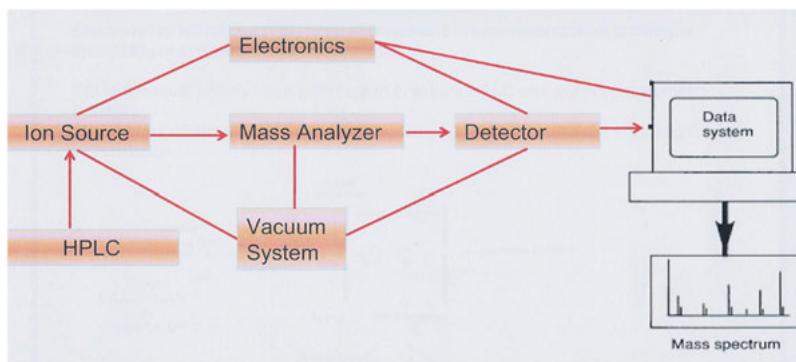 Electronics
Ion Source
Mass Analyzer
Detector
Data
system
HPLC
Vacuum
System
Mass spectrum